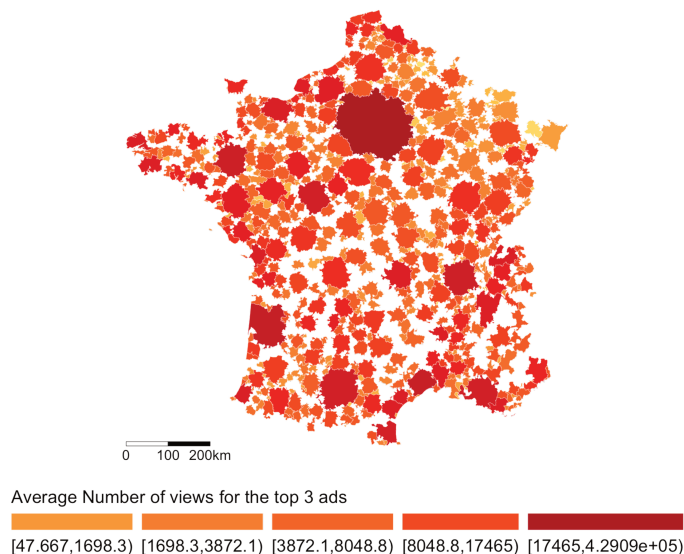 0 100 200km
Average Number of views for the top 3 ads
[47.667,1698.3) [1698.3,3872.1) [3872.1,8048.8) [8048.8,17465) [17465,4.2909e+05)